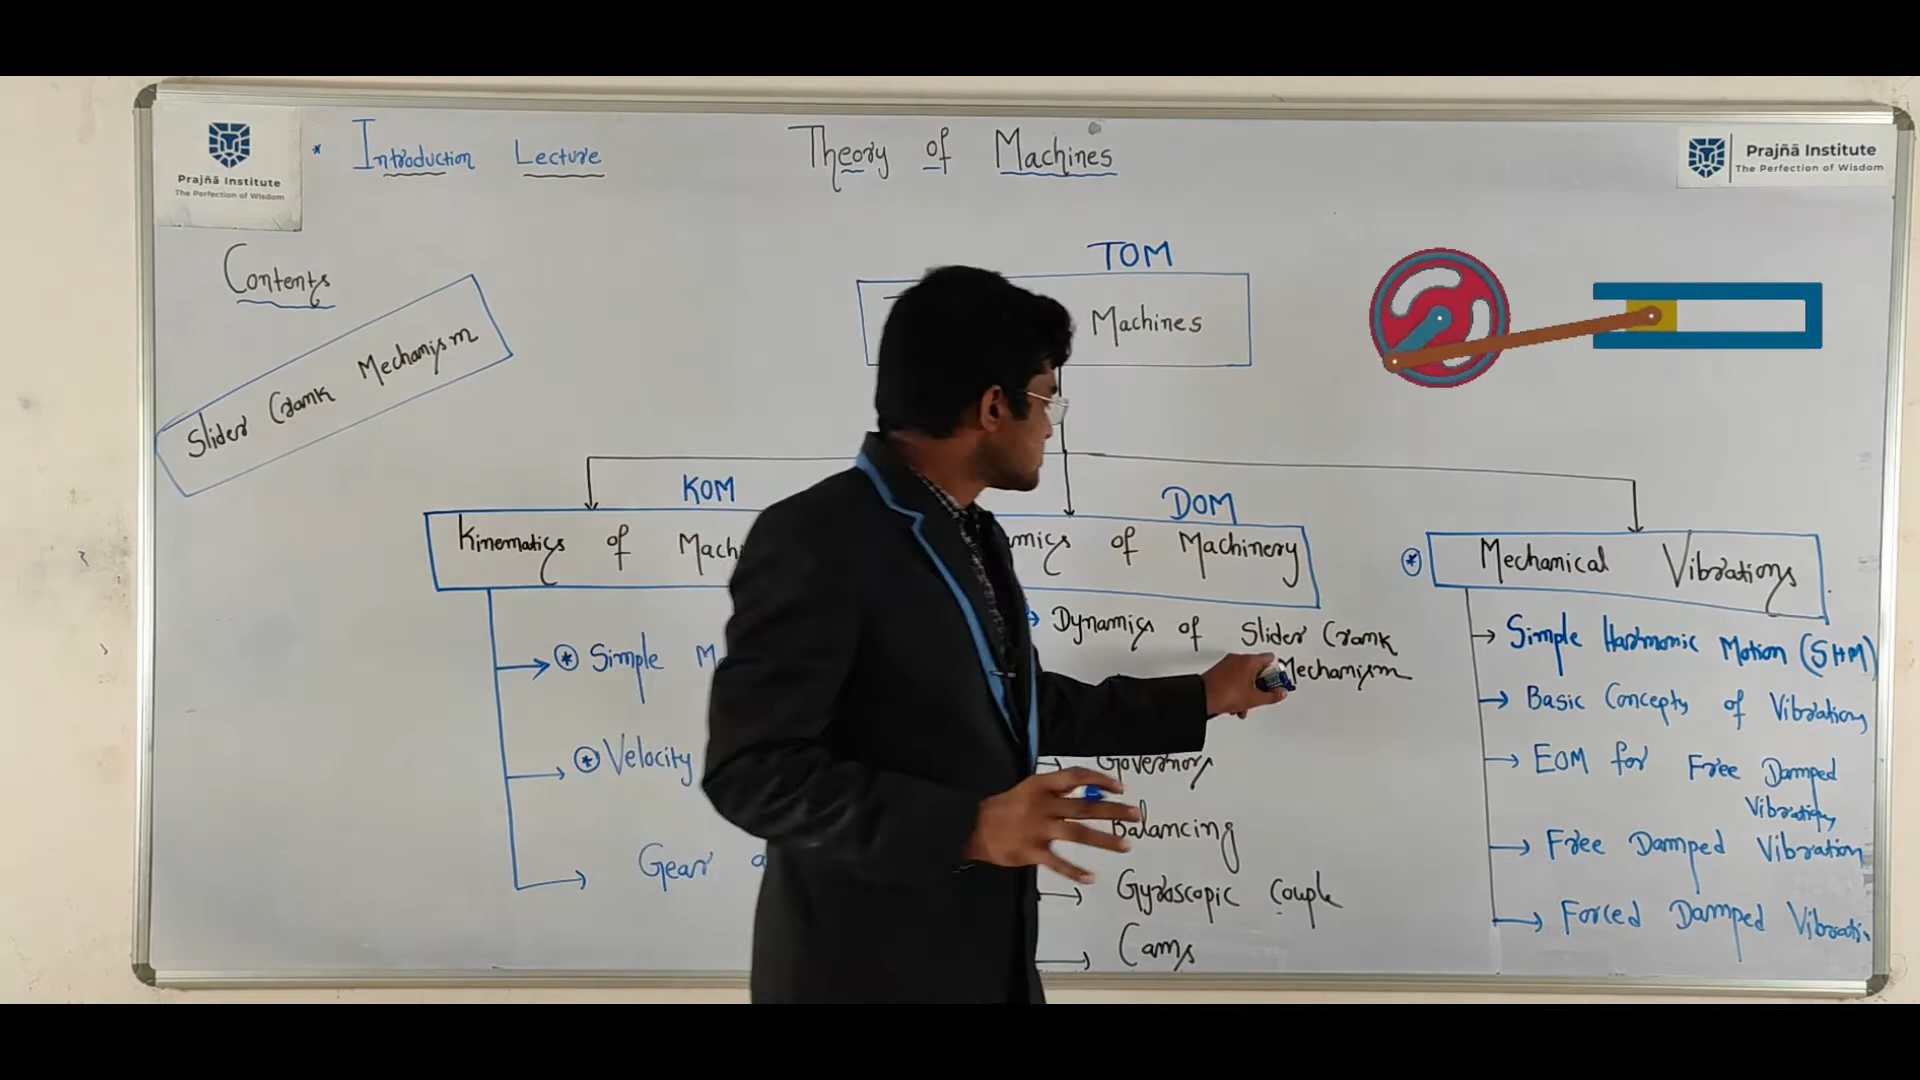 Prajñā Institute
The Perfection of Wisdom
* Introduction Lecture
Theory of Machines
Prajñā Institute
The Perfection of Wisdom
Contents
Slider Crank Mechanism
TOM
Machines
KOM
Kinematics of Mach
DOM
mics of Machinery
* Mechanical Vibrations
* Simple M
* Velocity
Gear a
Dynamics of Slider Crank
Mechanism
Governors
Balancing
Gyroscopic Couple
Cams
Simple Harmonic Motion (SHM)
Basic Concepts of Vibrations
EOM for Free Damped
Vibrations
Free Damped Vibration
Forced Damped Vibrati